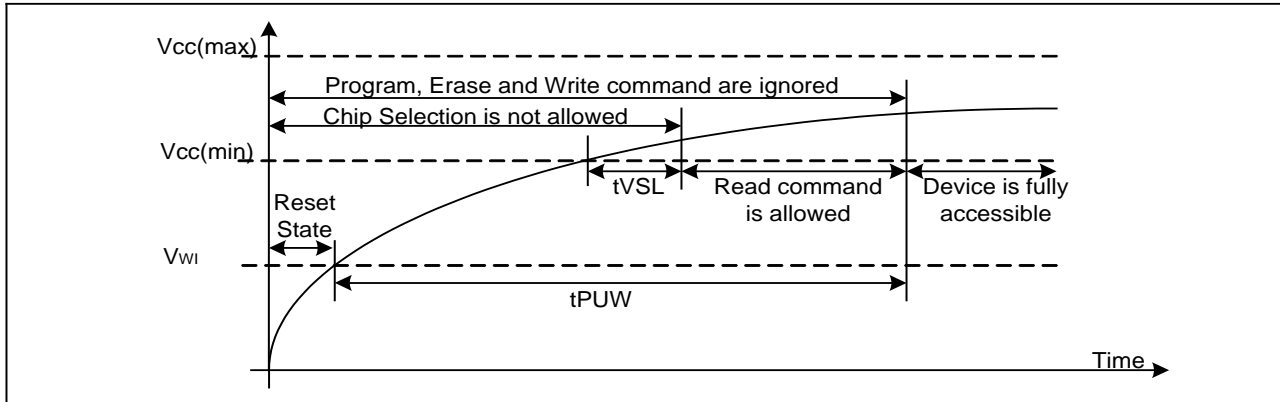 Vcc(max)
Program, Erase and Write command are ignored
Chip Selection is not allowed
Vcc(min)
tVSL
Read command
is allowed
Device is fully
accessible
Reset
State
VWI
tPUW
Time